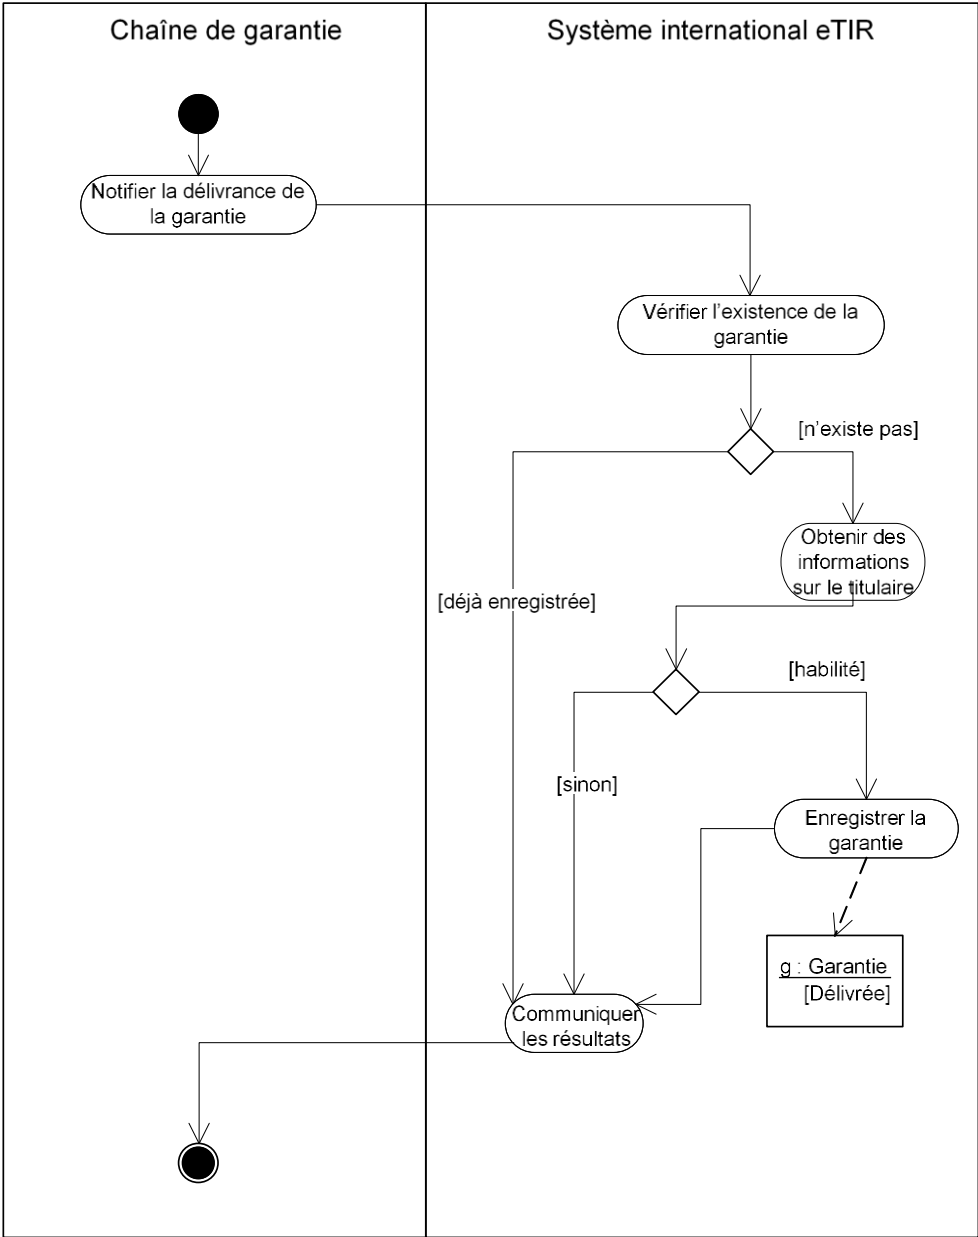 Chaîne de garantie
Système international eTIR
Notifier la délivrance de
la garantie
Vérifier l’existence de la
garantie
[n’existe pas]
Obtenir des
informations
sur le titulaire
[déjà enregistrée]
[habilité]
[sinon]
Enregistrer la
garantie
g : Garantie
[Délivrée]
Communiquer
les résultats